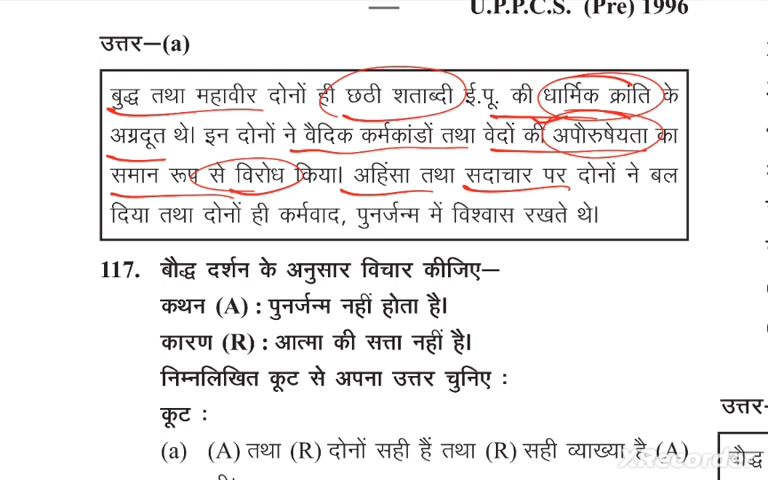 U.P.P.C.S. (Pre) 1996
उत्तर–(a)
बुद्ध तथा महावीर दोनों ही छठी शताब्दी ई.पू. की धार्मिक क्रांति के
अग्रदूत थे। इन दोनों ने वैदिक कर्मकांडों तथा वेदों की अपौरुषेयता का
समान रूप से विरोध किया। अहिंसा तथा सदाचार पर दोनों ने बल
दिया तथा दोनों ही कर्मवाद, पुनर्जन्म में विश्वास रखते थे।
117. बौद्ध दर्शन के अनुसार विचार कीजिए–
कथन (A) : पुनर्जन्म नहीं होता है।
कारण (R) : आत्मा की सत्ता नहीं है।
निम्नलिखित कूट से अपना उत्तर चुनिए :
कूट :
(a) (A) तथा (R) दोनों सही हैं तथा (R) सही व्याख्या है (A)
उत्तर-
बौद्ध
XRecorder